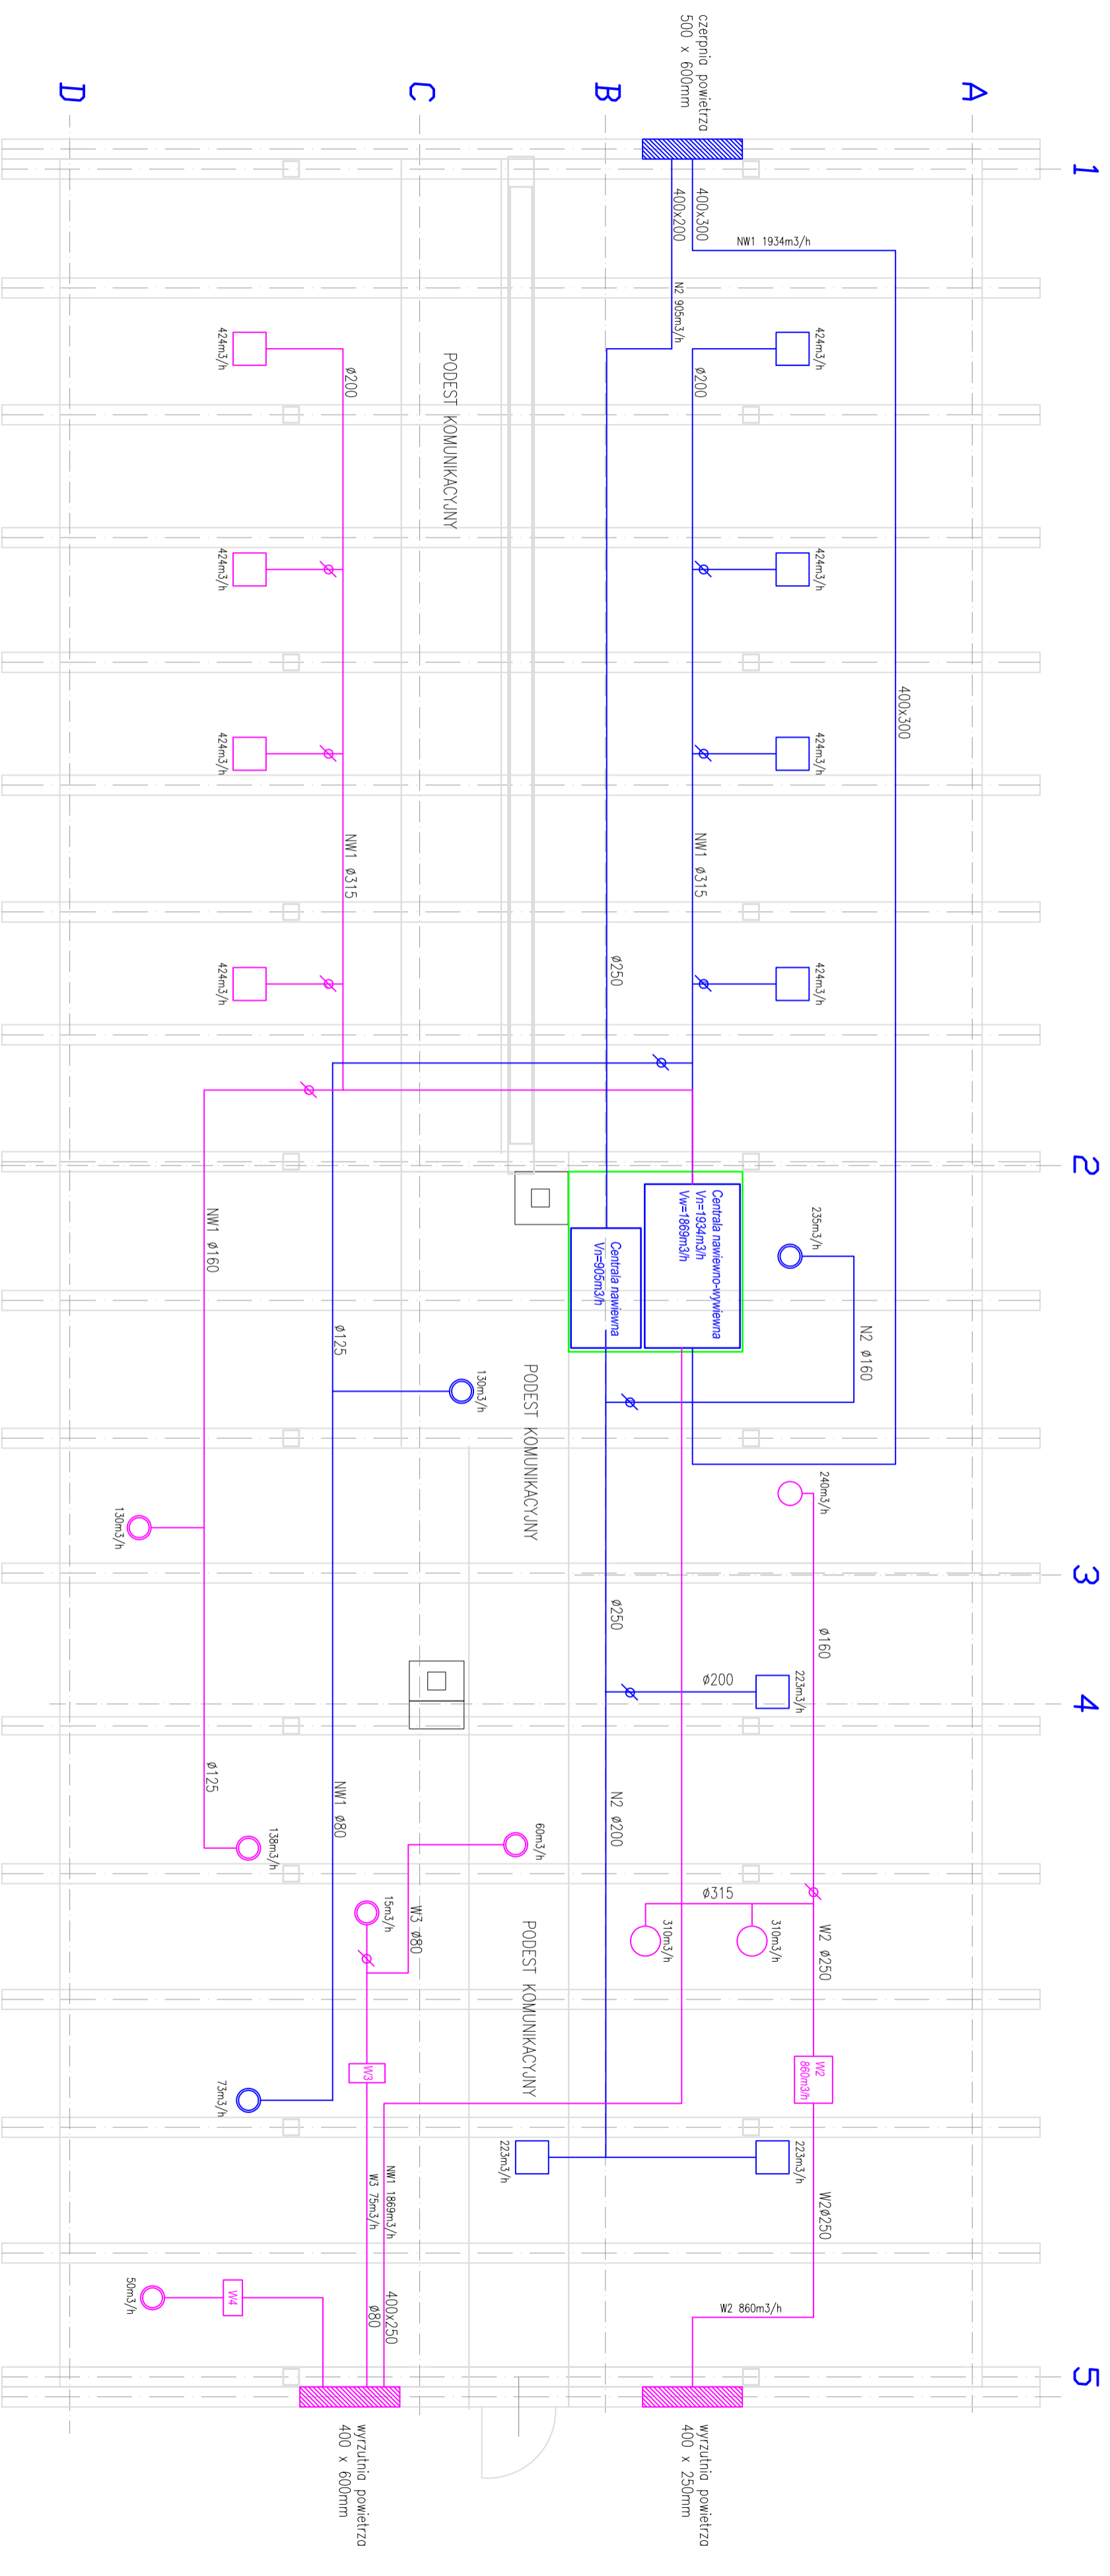 czerpnia powietrza
500 x 600mm
D
C
B
A
1
400x200
400x300
NW1 1934m3/h
N2 905m3/h
424m3/h
ø200
PODEST KOMUNIKACYJNY
ø200
424m3/h
424m3/h
424m3/h
400x300
424m3/h
424m3/h
NW1 ø315
NW1 ø315
424m3/h
ø250
424m3/h
2
NW1 ø160
Centrala nawiewno-wywiewna
Vn=1934m3/h
Vw=1869m3/h
Centrala nawiewna
Vn=905m3/h
235m3/h
ø125
N2 ø160
130m3/h
PODEST KOMUNIKACYJNY
240m3/h
130m3/h
3
ø250
ø160
ø200
223m3/h
4
ø125
NW1 ø80
N2 ø200
138m3/h
60m3/h
15m3/h
W3 ø80
ø315
310m3/h
310m3/h
W2 ø250
PODEST KOMUNIKACYJNY
W3
W2
860m3/h
73m3/h
223m3/h
223m3/h
NW1 1869m3/h
W3 75m3/h
W2ø250
50m3/h
W4
ø80
400x250
W2 860m3/h
5
wyrzutnia powietrza
400 x 600mm
wyrzutnia powietrza
400 x 250mm